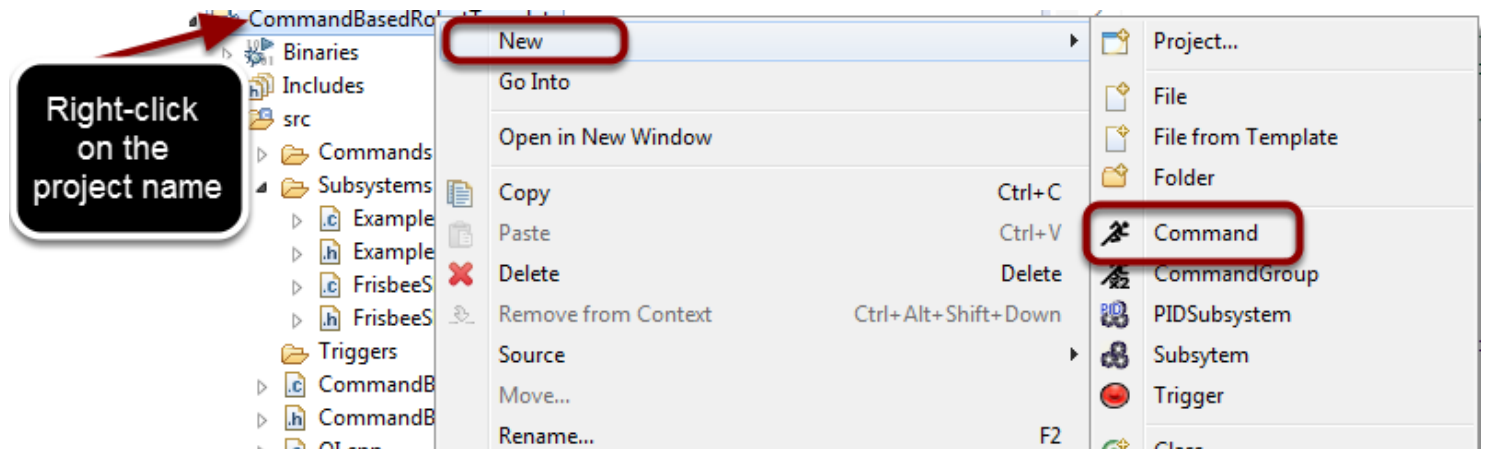 CommandBasedRobotTemplate
Binaries
Includes
src
Commands
Subsystems
.c Example
.h Example
.c FrisbeeS
.h FrisbeeS
Triggers
.c CommandB
.h CommandB
Right-click
on the
project name
New
Go Into
Open in New Window
Copy Ctrl+C
Paste Ctrl+V
Delete Delete
Remove from Context Ctrl+Alt+Shift+Down
Source
Move...
Rename... F2
Project...
File
File from Template
Folder
Command
CommandGroup
PIDSubsystem
Subsytem
Trigger